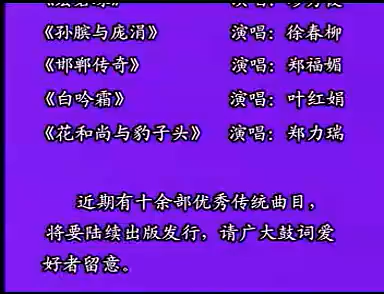 《孙膑与庞涓》 演唱：徐春柳
《邯郸传奇》 演唱：郑福媚
《白吟霜》 演唱：叶红娟
《花和尚与豹子头》 演唱：郑力瑞
近期有十余部优秀传统曲目，
将要陆续出版发行，请广大鼓词爱
好者留意。